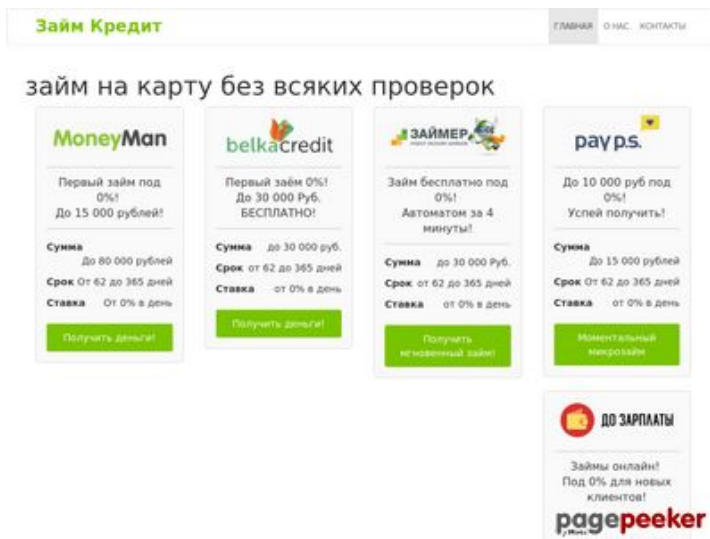 Займ Кредит
ГЛАВНАЯ О НАС. КОНТАКТЫ
займ на карту без всяких проверок
MoneyMan
Первый займ под
0%!
До 15 000 рублей!
Сумма
До 80 000 рублей
Срок От 62 до 365 дней
Ставка От 0% в день
Получить деньги!
belkacredit
Первый заём 0%!
До 30 000 Руб.
БЕСПЛАТНО!
Сумма до 30 000 руб.
Срок от 62 до 365 дней
Ставка от 0% в день
Получить деньги!
ЗАЙМЕР
Займ бесплатно под
0%!
Автоматом за 4
минуты!
Сумма до 30 000 Руб.
Срок от 62 до 365 дней
Ставка от 0% в день
Получить
мгновенный займ!
pay p.s.
До 10 000 руб под
0%!
Успей получить!
Сумма
До 15 000 рублей
Срок От 62 до 365 дней
Ставка от 0% в день
Моментальный
микрозайм
ДО ЗАРПЛАТЫ
Займы онлайн!
Под 0% для новых
клиентов!
pagepeeker